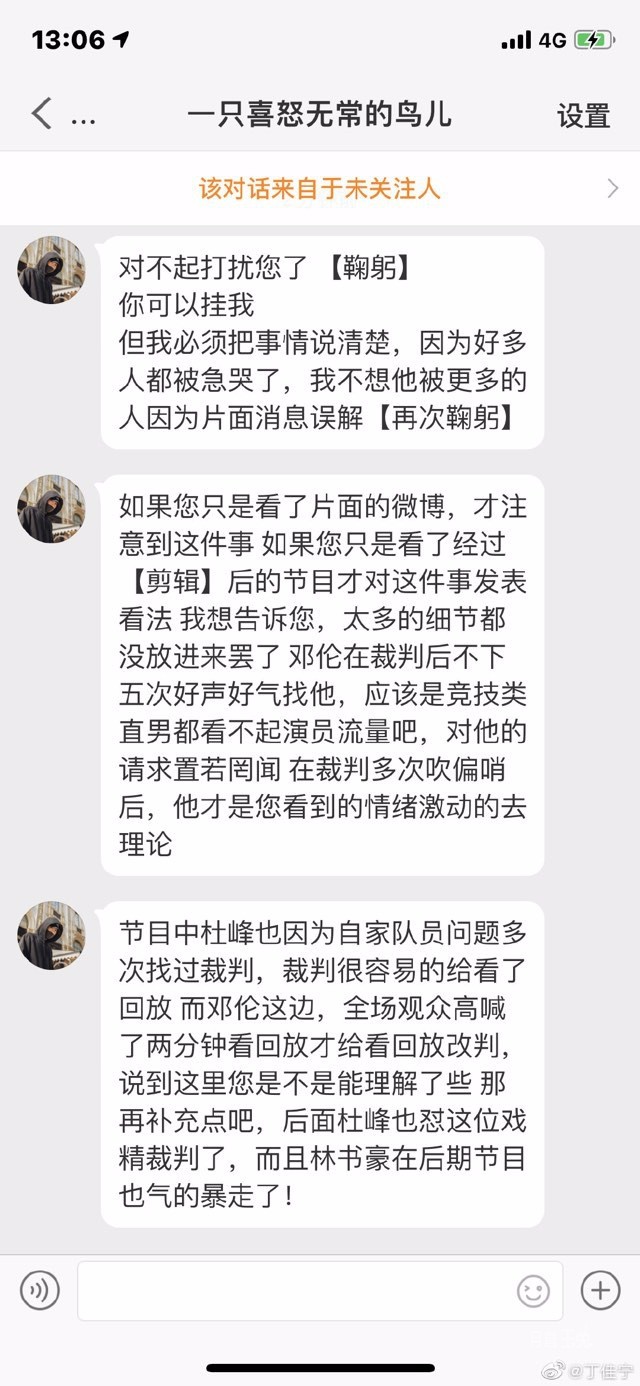 13:06
4G
...
一只喜怒无常的鸟儿
设置
该对话来自于未关注人
对不起打扰您了 【鞠躬】
你可以挂我
但我必须把事情说清楚，因为好多
人都被急哭了，我不想他被更多的
人因为片面消息误解【再次鞠躬】
如果您只是看了片面的微博，才注
意到这件事 如果您只是看了经过
【剪辑】后的节目才对这件事发表
看法 我想告诉您，太多的细节都
没放进来罢了 邓伦在裁判后不下
五次好声好气找他，应该是竞技类
直男都看不起演员流量吧，对他的
请求置若罔闻 在裁判多次吹偏哨
后，他才是您看到的情绪激动的去
理论
节目中杜峰也因为自家队员问题多
次找过裁判，裁判很容易的给看了
回放 而邓伦这边，全场观众高喊
了两分钟看回放才给看回放改判，
说到这里您是不是能理解了些 那
再补充点吧，后面杜峰也怼这位戏
精裁判了，而且林书豪在后期节目
也气的暴走了！
@丁佳宁